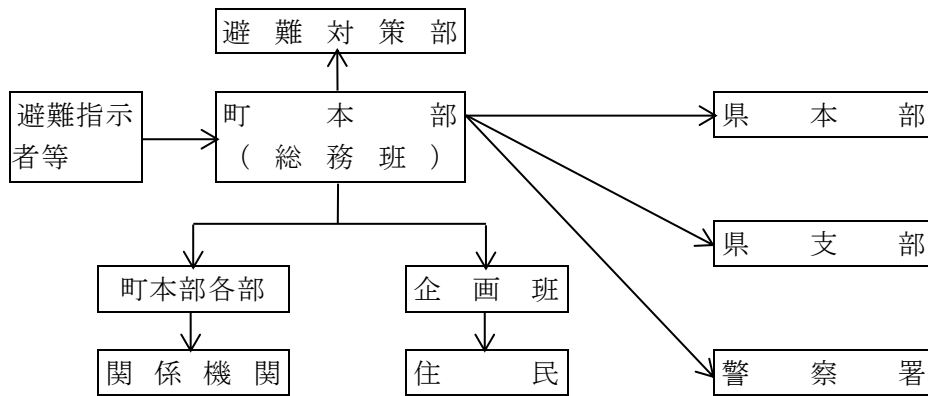 避難対策部
避難指示
者等
町本部
(総務班)
県本部
県支部
町本部各部
企画班
関係機関
住民
警察署